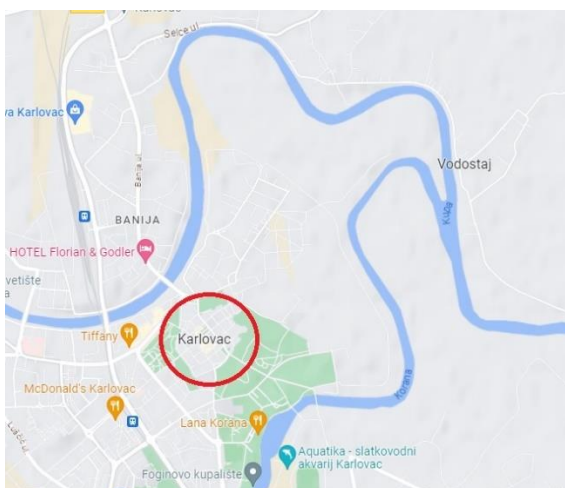 Karlovac
Selce ul
va Karlovac
Banija ul.
Vodostaj
Kupa
BANIJA
HOTEL Florian & Godler
vetište
a
Tiffany
Karlovac
McDonald's Karlovac
Korana
Lana Korana
Aquatika - slatkovodni
akvarij Karlovac
Foginovo kupalište